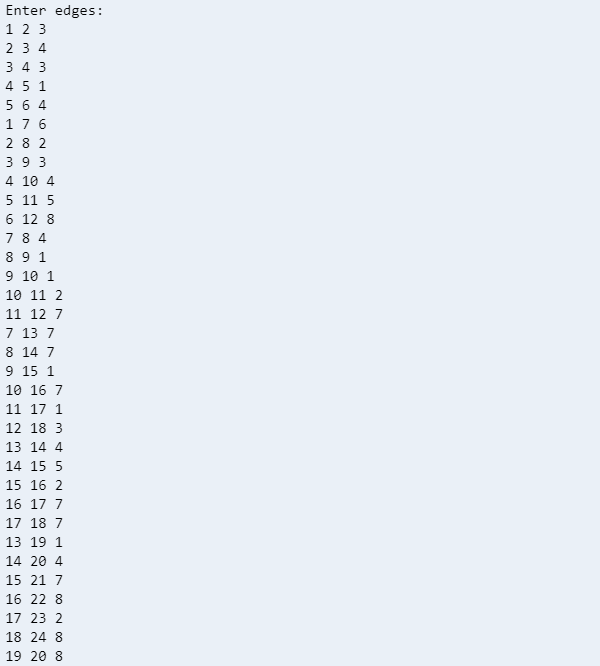 Enter edges:
1 2 3
2 3 4
3 4 3
4 5 1
5 6 4
1 7 6
2 8 2
3 9 3
4 10 4
5 11 5
6 12 8
7 8 4
8 9 1
9 10 1
10 11 2
11 12 7
7 13 7
8 14 7
9 15 1
10 16 7
11 17 1
12 18 3
13 14 4
14 15 5
15 16 2
16 17 7
17 18 7
13 19 1
14 20 4
15 21 7
16 22 8
17 23 2
18 24 8
19 20 8